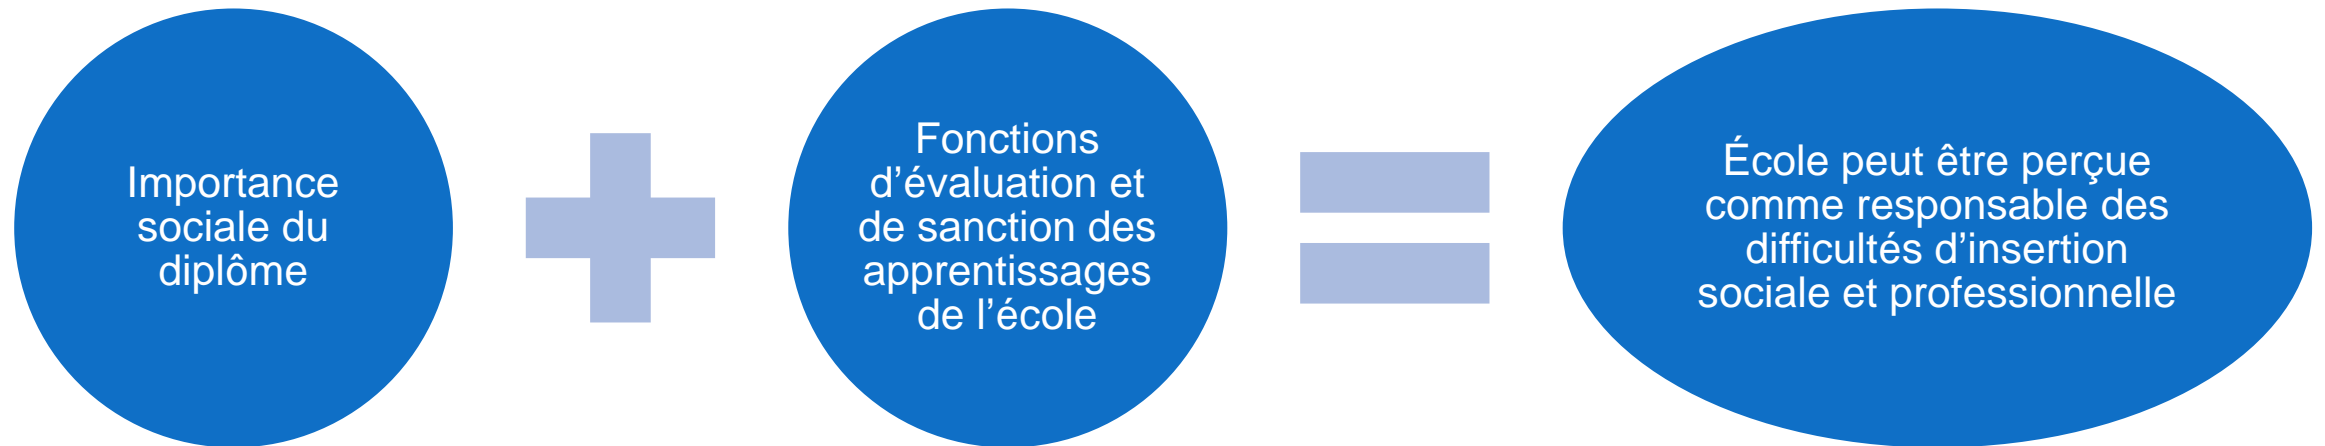 Importance
sociale du
diplôme
Fonctions
d’évaluation et
de sanction des
apprentissages
de l’école
École peut être perçue
comme responsable des
difficultés d’insertion
sociale et professionnelle